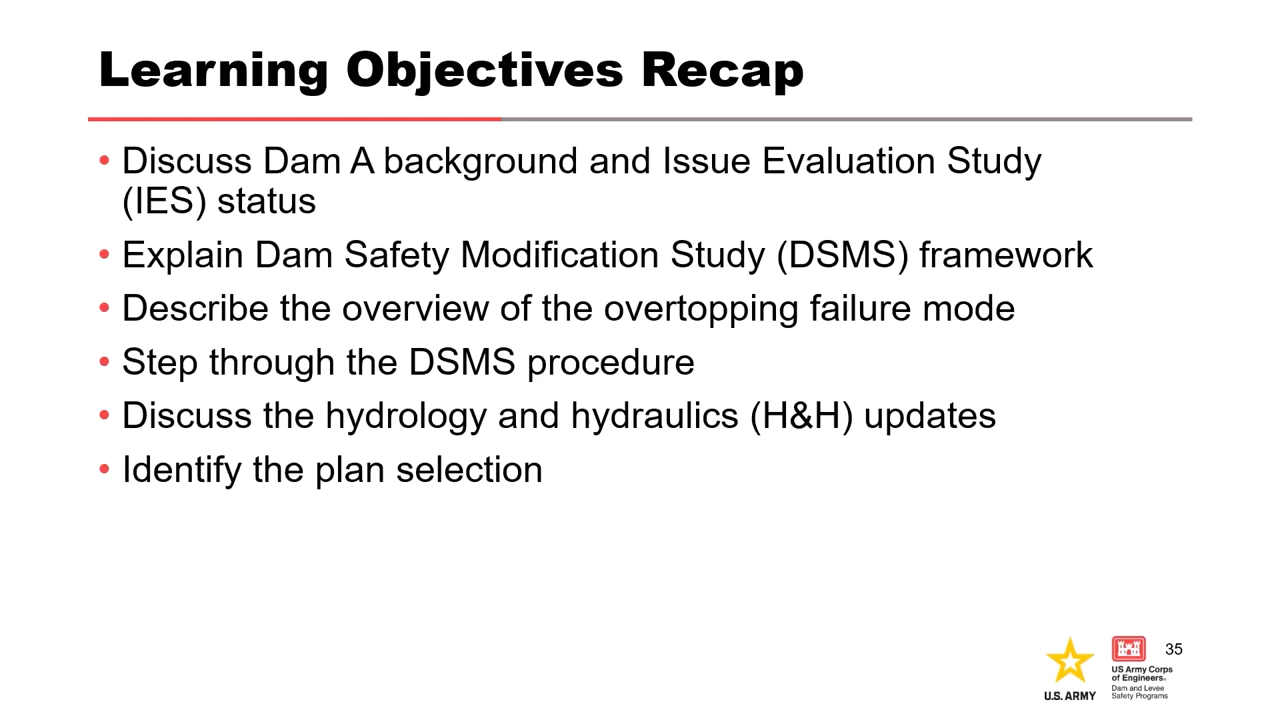 Learning Objectives Recap
• Discuss Dam A background and Issue Evaluation Study
(IES) status
• Explain Dam Safety Modification Study (DSMS) framework
• Describe the overview of the overtopping failure mode
• Step through the DSMS procedure
• Discuss the hydrology and hydraulics (H&H) updates
• Identify the plan selection
U.S. ARMY
US Army Corps
of Engineers®
Dam and Levee
Safety Programs
35